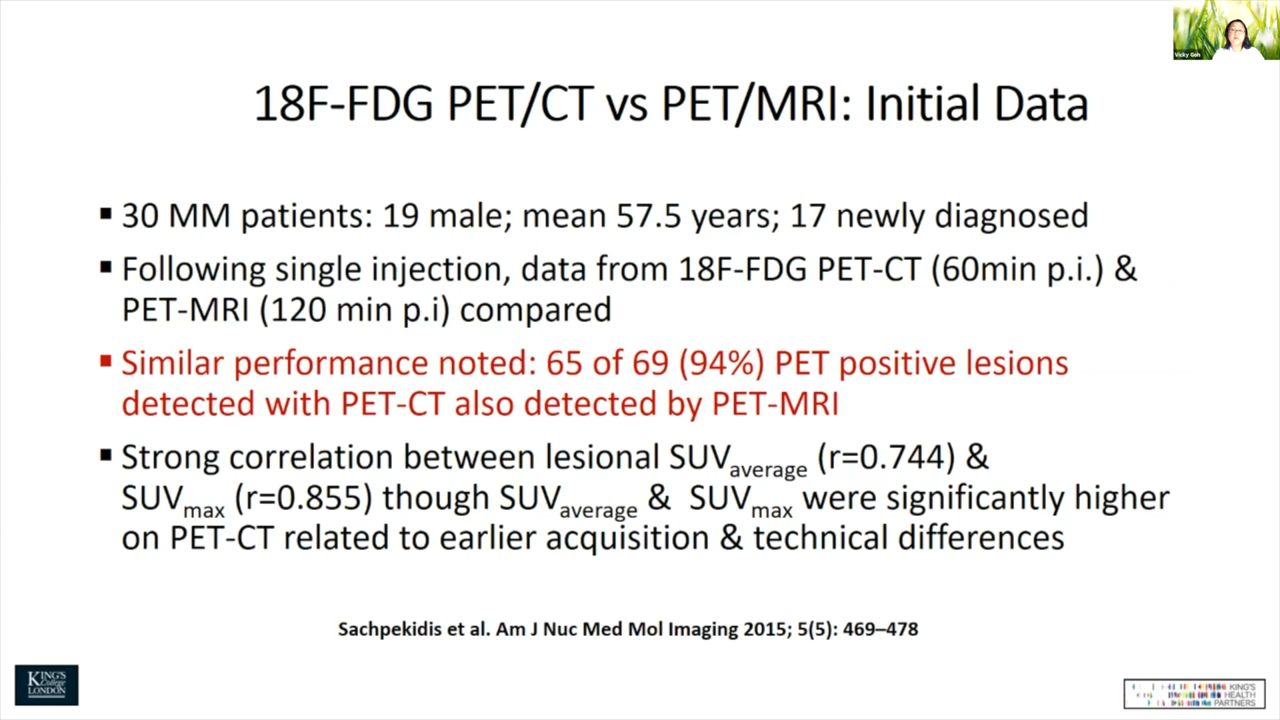 Vicky Goh
18F-FDG PET/CT vs PET/MRI: Initial Data
▪ 30 MM patients: 19 male; mean 57.5 years; 17 newly diagnosed
▪ Following single injection, data from 18F-FDG PET-CT (60min p.i.) &
PET-MRI (120 min p.i) compared
▪ Similar performance noted: 65 of 69 (94%) PET positive lesions
detected with PET-CT also detected by PET-MRI
▪ Strong correlation between lesional SUVaverage (r=0.744) &
SUVmax (r=0.855) though SUVaverage & SUVmax were significantly higher
on PET-CT related to earlier acquisition & technical differences
Sachpekidis et al. Am J Nuc Med Mol Imaging 2015; 5(5): 469–478
KING'S
College
LONDON
KING'S
HEALTH
PARTNERS